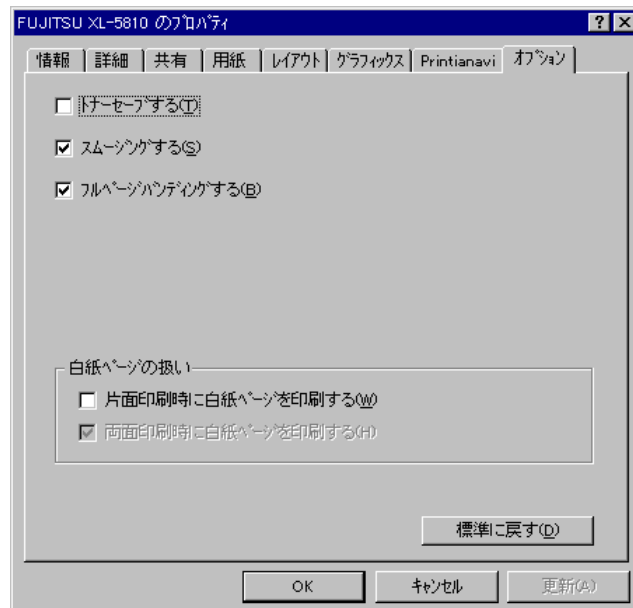 FUJITSU XL-5810 のﾌﾟﾛﾊﾟﾃｨ
情報 詳細 共有 用紙 ﾚｲｱｳﾄ ｸﾞﾗﾌｨｯｸｽ Printianavi ｵﾌﾟｼｮﾝ
ﾄﾅｰｾｰﾌﾞする(T)
ｽﾑｰｼﾞﾝｸﾞする(S)
ﾌﾙﾍﾟｰｼﾞﾊﾞﾝﾃﾞｨﾝｸﾞする(B)
白紙ﾍﾟｰｼﾞの扱い
片面印刷時に白紙ﾍﾟｰｼﾞを印刷する(W)
両面印刷時に白紙ﾍﾟｰｼﾞを印刷する(H)
標準に戻す(D)
OK ｷｬﾝｾﾙ 更新(A)